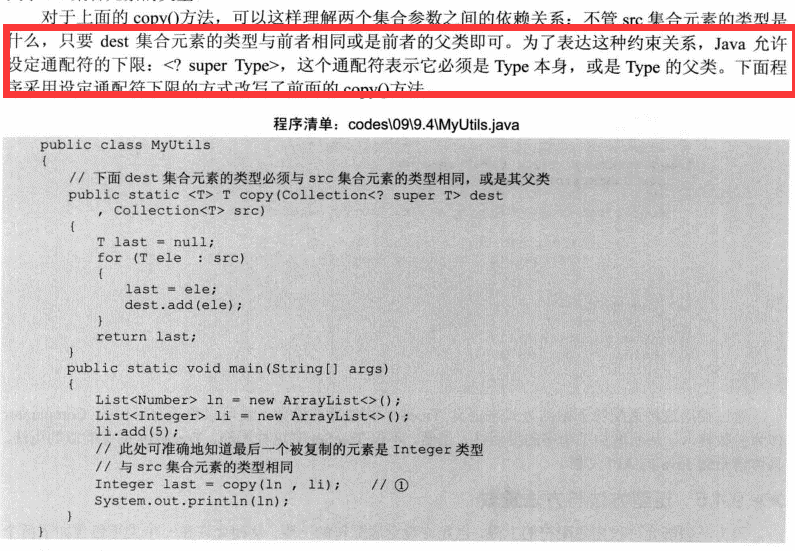 对于上面的 copy()方法，可以这样理解两个集合参数之间的依赖关系：不管 src 集合元素的类型是
什么，只要 dest 集合元素的类型与前者相同或是前者的父类即可。为了表达这种约束关系，Java 允许
设定通配符的下限：<? super Type>，这个通配符表示它必须是 Type 本身，或是 Type 的父类。下面程
序采用设定通配符下限的方式改写了前面的 copy()方法。
程序清单：codes\09\9.4\MyUtils.java
public class MyUtils
{
// 下面 dest 集合元素的类型必须与 src 集合元素的类型相同，或是其父类
public static <T> T copy(Collection<? super T> dest
, Collection<T> src)
{
T last = null;
for (T ele : src)
{
last = ele;
dest.add(ele);
}
return last;
}
public static void main(String[] args)
{
List<Number> ln = new ArrayList<>();
List<Integer> li = new ArrayList<>();
li.add(5);
// 此处可准确地知道最后一个被复制的元素是 Integer 类型
// 与 src 集合元素的类型相同
Integer last = copy(ln , li); // ①
System.out.println(ln);
}
}